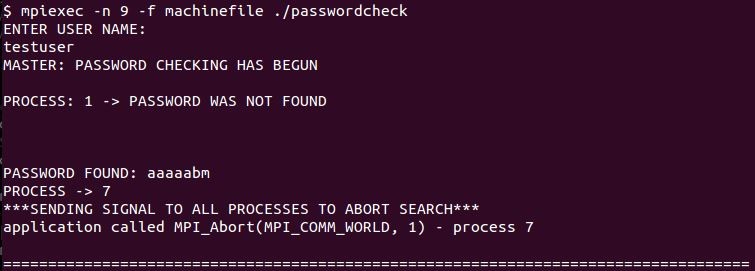 $ mpiexec -n 9 -f machinefile ./passwordcheck
ENTER USER NAME:
testuser
MASTER: PASSWORD CHECKING HAS BEGUN
PROCESS: 1 -> PASSWORD WAS NOT FOUND
PASSWORD FOUND: aaaaabm
PROCESS -> 7
***SENDING SIGNAL TO ALL PROCESSES TO ABORT SEARCH***
application called MPI_Abort(MPI_COMM_WORLD, 1) - process 7
===================================================================================